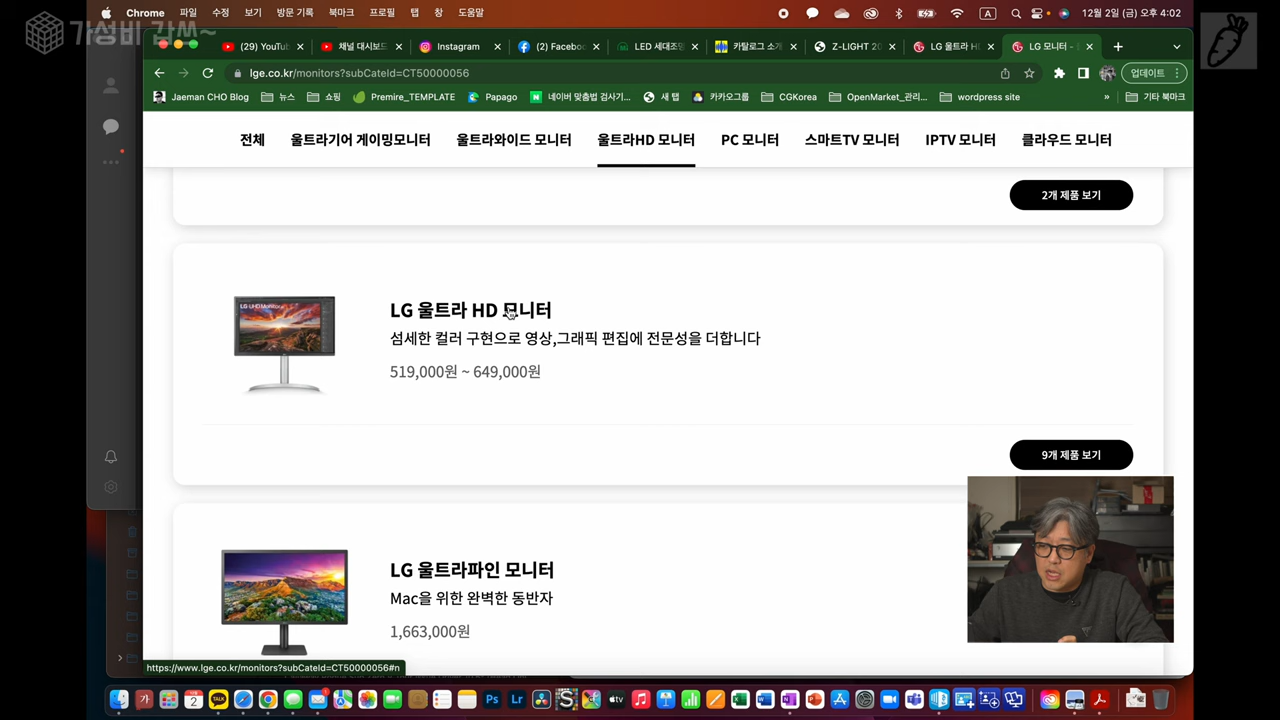 가성비 갑쓰~
Chrome 파일 수정 보기 방문 기록 북마크 프로필 탭 창 도움말
A 12월 2일 (금) 오후 4:02
(29) YouTu 채널 대시보드 Instagram (2) Faceboo LED 세대조명 카탈로그 소개 Z-LIGHT 20 LG 울트라 H LG 모니터 -
lge.co.kr/monitors?subCateId=CT50000056
업데이트
Jaeman CHO Blog 뉴스 쇼핑 Premire_TEMPLATE Papago 네이버 맞춤법 검사기... 새 탭 카카오그룹 CGKorea OpenMarket_관리... wordpress site » 기타 북마크
전체 울트라기어 게이밍모니터 울트라와이드 모니터 울트라HD 모니터 PC 모니터 스마트TV 모니터 IPTV 모니터 클라우드 모니터
2개 제품 보기
LG 울트라 HD 모니터
섬세한 컬러 구현으로 영상,그래픽 편집에 전문성을 더합니다
519,000원 ~ 649,000원
9개 제품 보기
LG 울트라파인 모니터
Mac을 위한 완벽한 동반자
1,663,000원
https://www.lge.co.kr/monitors?subCateId=CT50000056#n